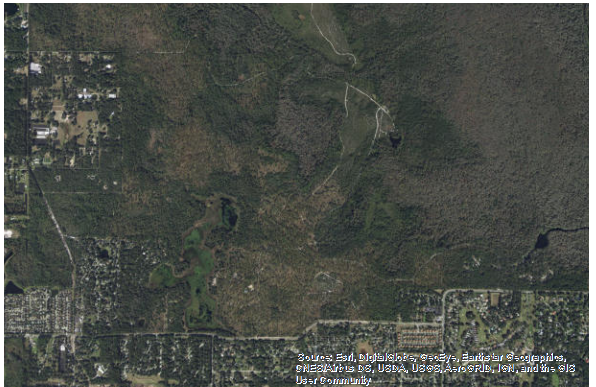 Source: Esri, DigitalGlobe, GeoEye, Earthstar Geographics,
CNES/Airbus DS, USDA, USGS, AeroGRID, IGN, and the GIS
User Community